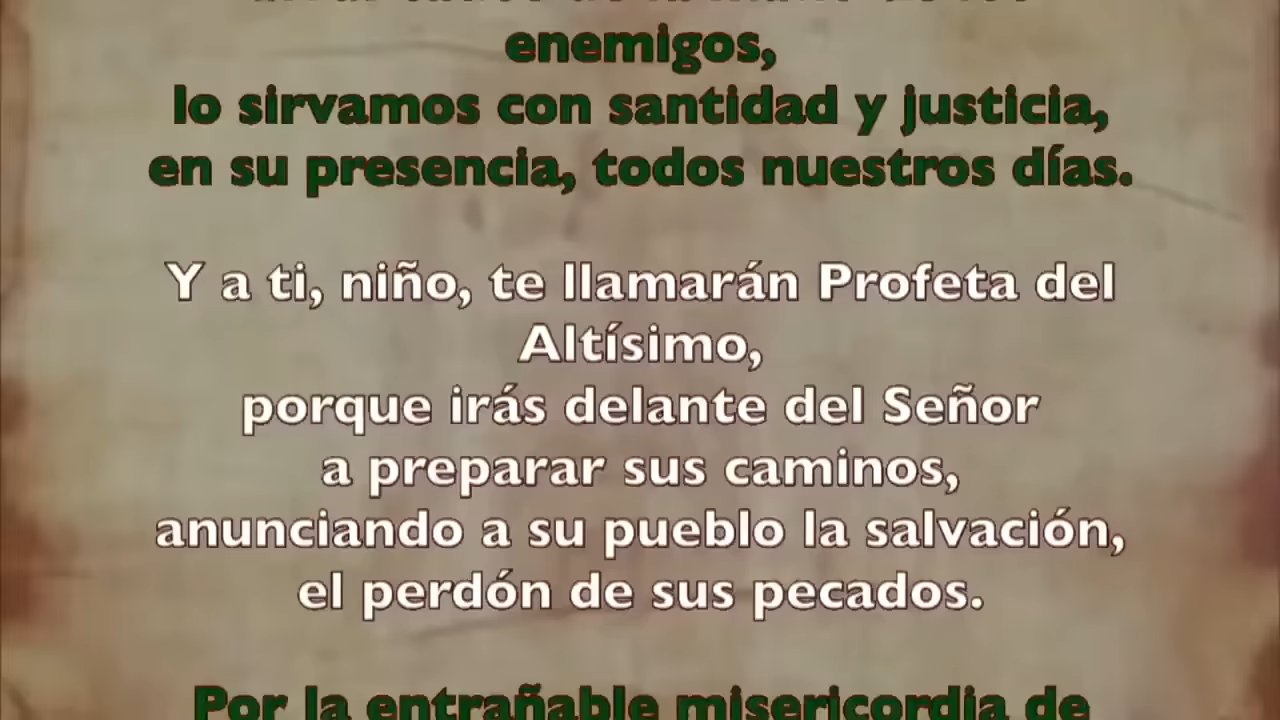 enemigos,
lo sirvamos con santidad y justicia,
en su presencia, todos nuestros días.
Y a ti, niño, te llamarán Profeta del
Altísimo,
porque irás delante del Señor
a preparar sus caminos,
anunciando a su pueblo la salvación,
el perdón de sus pecados.
Por la entrañable misericordia de